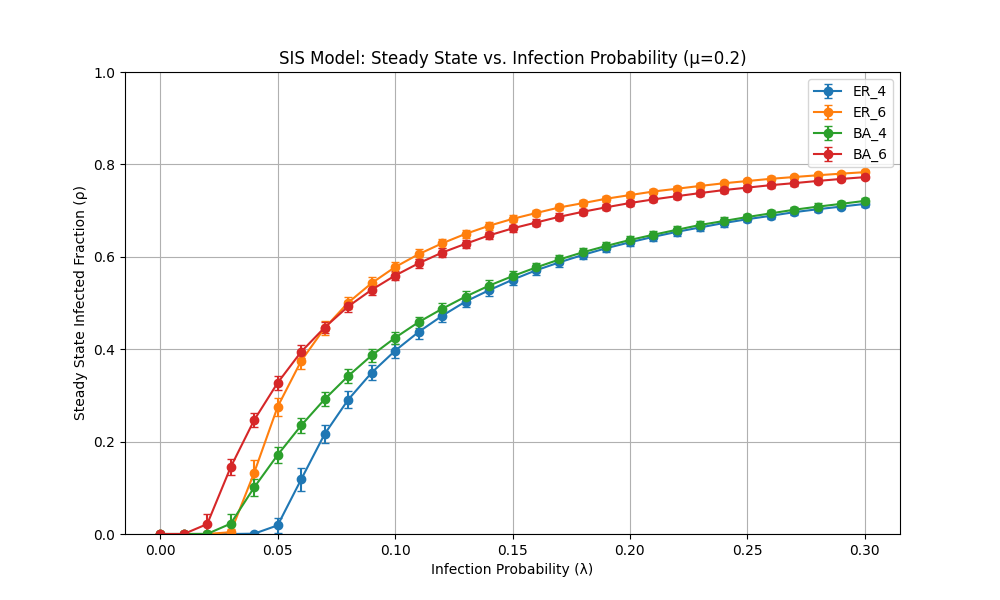 SIS Model: Steady State vs. Infection Probability (μ=0.2)
1.0
0.8
0.6
0.4
0.2
0.0
Steady State Infected Fraction (ρ)
ER_4
ER_6
BA_4
BA_6
0.00 0.05 0.10 0.15 0.20 0.25 0.30
Infection Probability (λ)